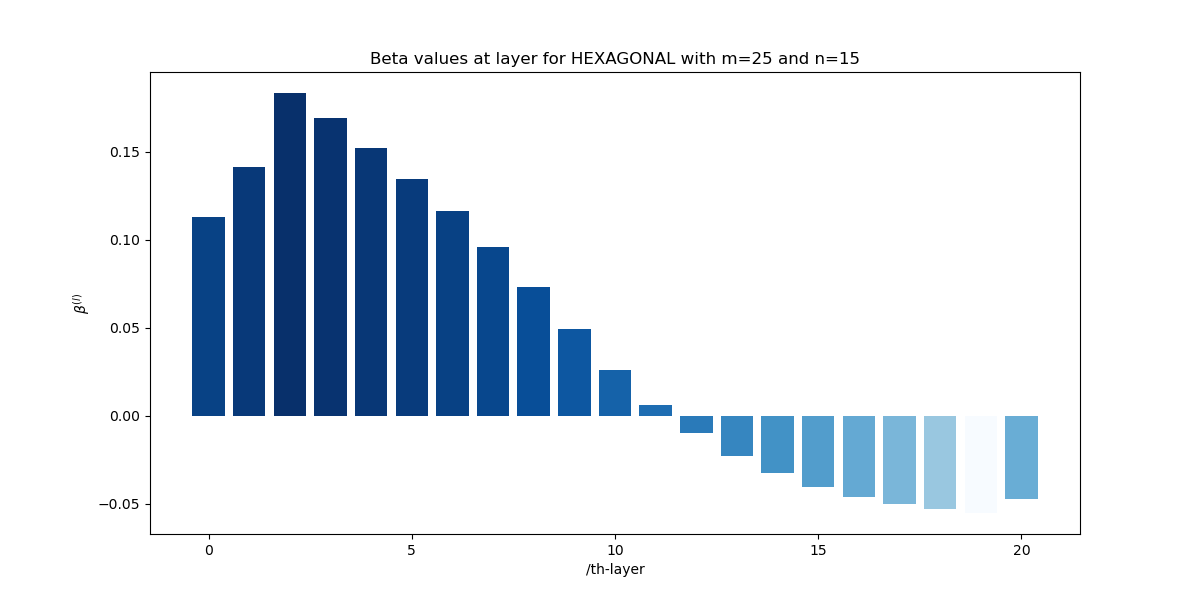 Beta values at layer for HEXAGONAL with m=25 and n=15
0.15
0.10
0.05
0.00
−0.05
β(l)
0 5 10 15 20
/th-layer